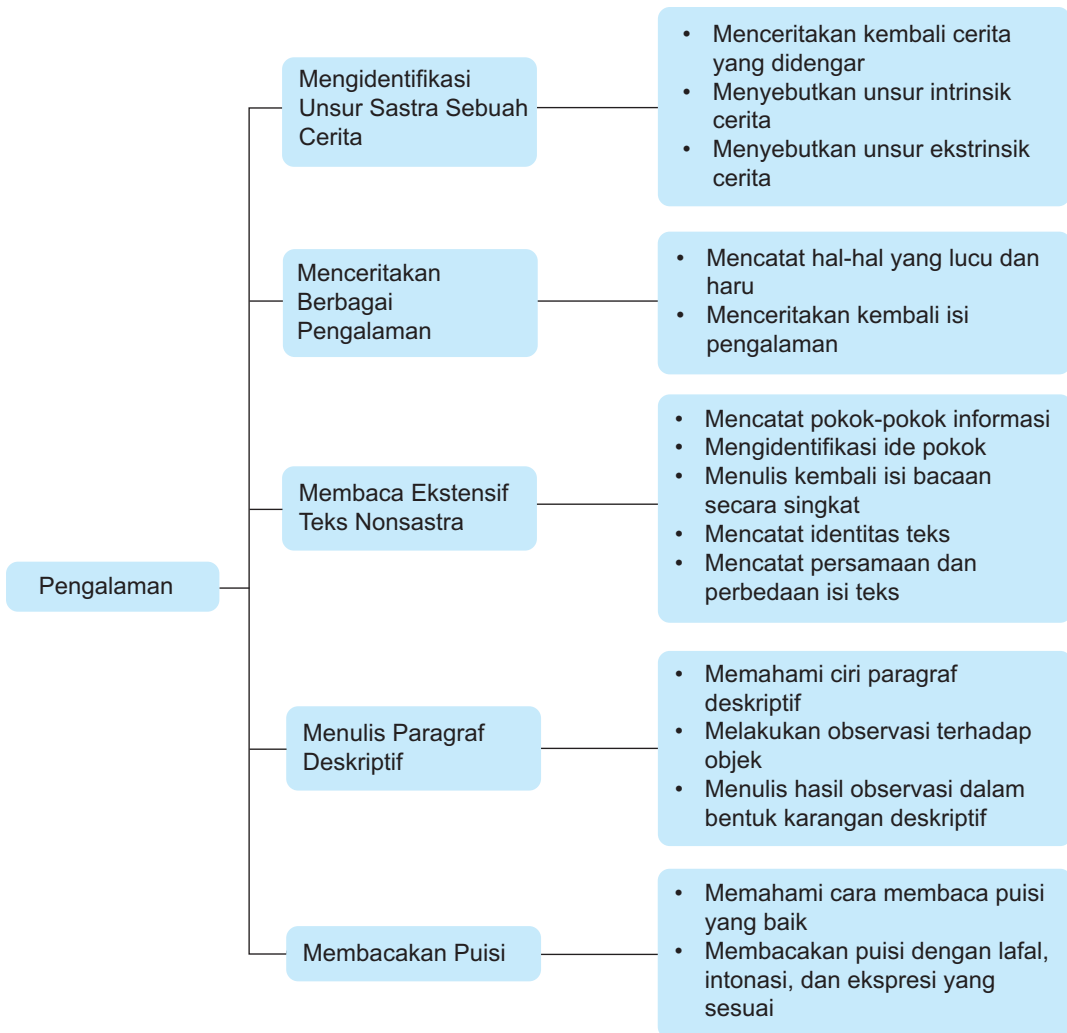 Pengalaman
Mengidentifikasi
Unsur Sastra Sebuah
Cerita
• Menceritakan kembali cerita
yang didengar
• Menyebutkan unsur intrinsik
cerita
• Menyebutkan unsur ekstrinsik
cerita
Menceritakan
Berbagai
Pengalaman
• Mencatat hal-hal yang lucu dan
haru
• Menceritakan kembali isi
pengalaman
Membaca Ekstensif
Teks Nonsastra
• Mencatat pokok-pokok informasi
• Mengidentifikasi ide pokok
• Menulis kembali isi bacaan
secara singkat
• Mencatat identitas teks
• Mencatat persamaan dan
perbedaan isi teks
Menulis Paragraf
Deskriptif
• Memahami ciri paragraf
deskriptif
• Melakukan observasi terhadap
objek
• Menulis hasil observasi dalam
bentuk karangan deskriptif
Membacakan Puisi
• Memahami cara membaca puisi
yang baik
• Membacakan puisi dengan lafal,
intonasi, dan ekspresi yang
sesuai